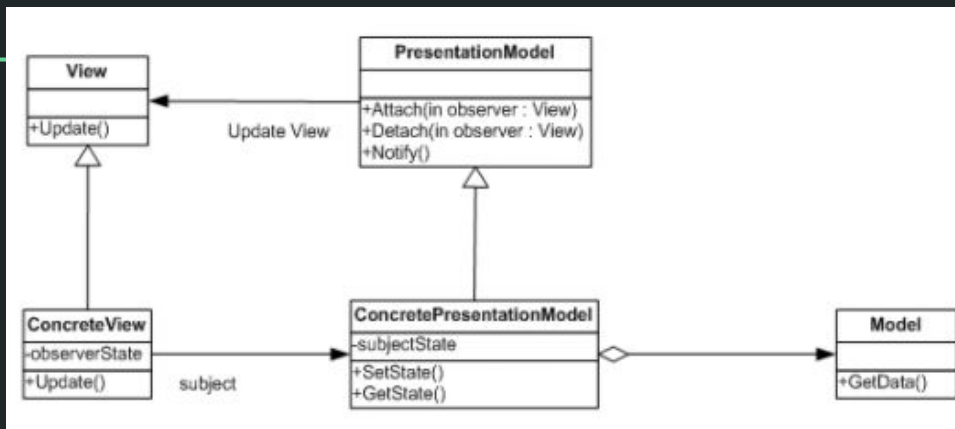 View
+Update()
Update View
PresentationModel
+Attach(in observer : View)
+Detach(in observer : View)
+Notify()
ConcreteView
-observerState
+Update()
subject
ConcretePresentationModel
-subjectState
+SetState()
+GetState()
Model
+GetData()